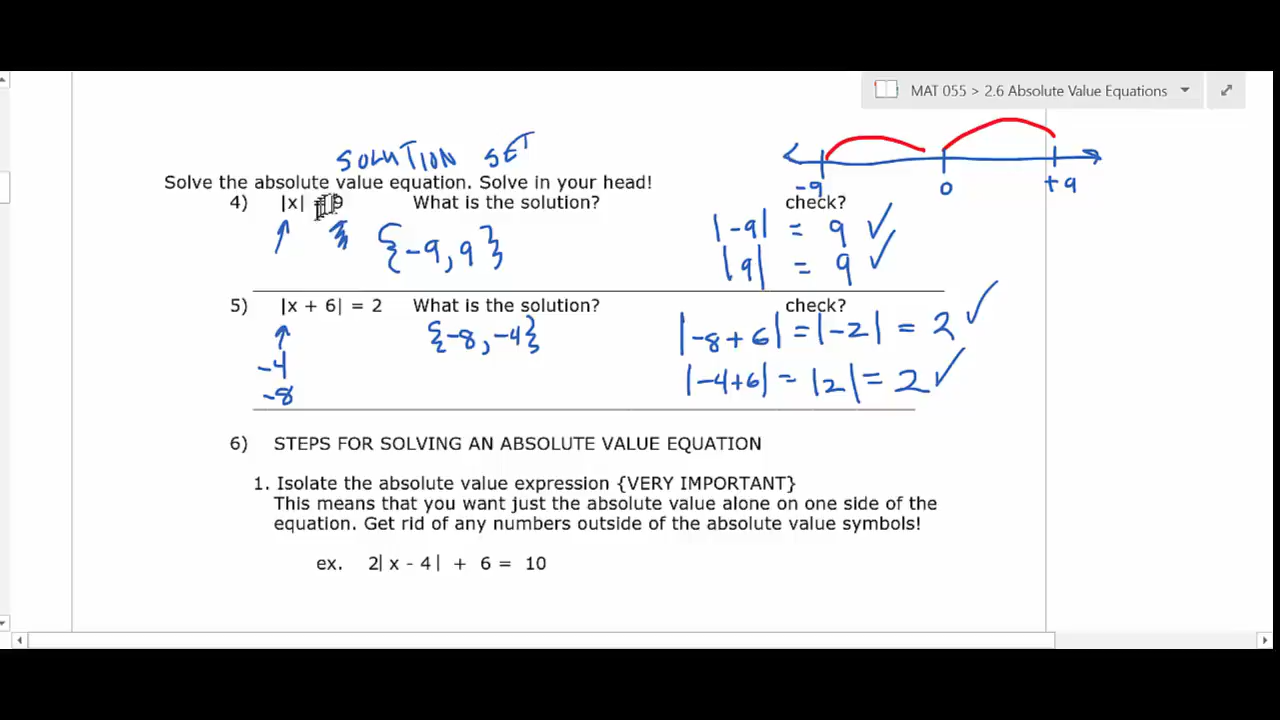 MAT 055 > 2.6 Absolute Value Equations
SOLUTION SET
Solve the absolute value equation. Solve in your head!
-9 0 +9
4) |x| = 9 What is the solution? check?
{-9, 9} |-9| = 9 ✓
|9| = 9 ✓
5) |x + 6| = 2 What is the solution? check?
{-8, -4} |-8+6| = |-2| = 2 ✓
-4
|-4+6| = |2| = 2 ✓
-8
6) STEPS FOR SOLVING AN ABSOLUTE VALUE EQUATION
1. Isolate the absolute value expression {VERY IMPORTANT}
This means that you want just the absolute value alone on one side of the
equation. Get rid of any numbers outside of the absolute value symbols!
ex. 2| x - 4| + 6 = 10